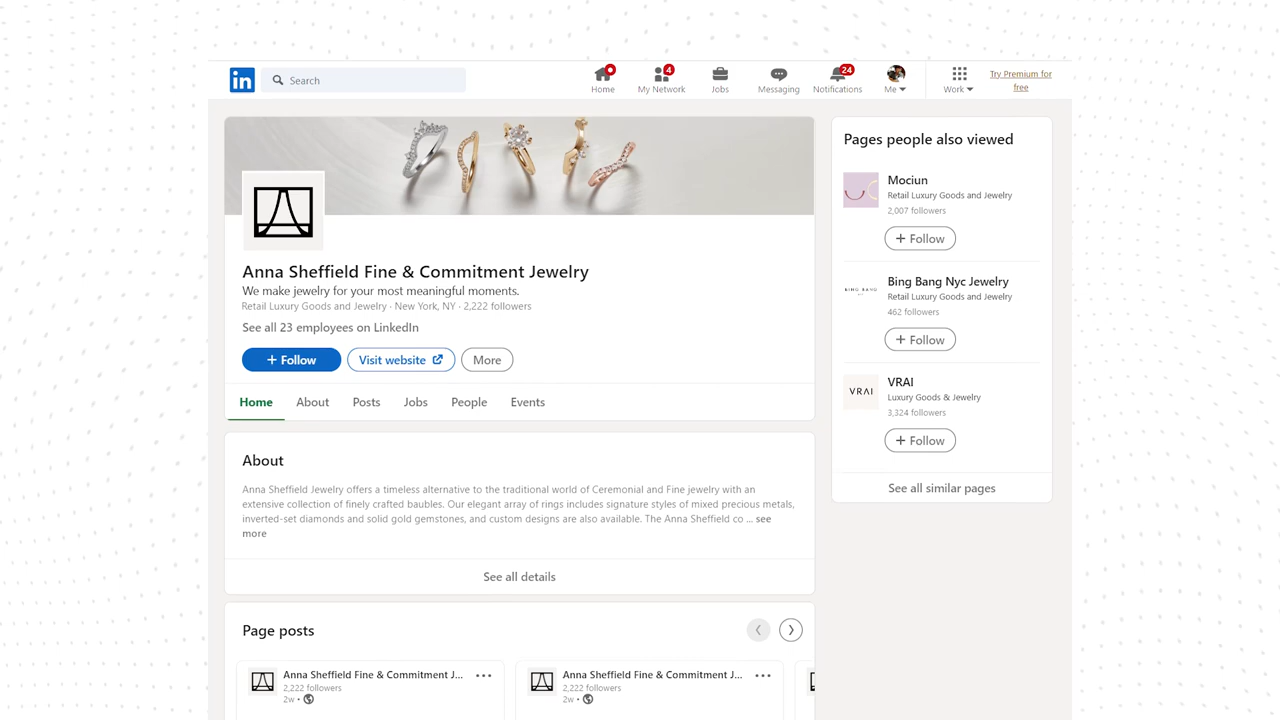 in
Search
Home
4
My Network
Jobs
Messaging
24
Notifications
Me
Work
Try Premium for
free
Anna Sheffield Fine & Commitment Jewelry
We make jewelry for your most meaningful moments.
Retail Luxury Goods and Jewelry · New York, NY · 2,222 followers
See all 23 employees on LinkedIn
+ Follow
Visit website
More
Home
About
Posts
Jobs
People
Events
About
Anna Sheffield Jewelry offers a timeless alternative to the traditional world of Ceremonial and Fine jewelry with an
extensive collection of finely crafted baubles. Our elegant array of rings includes signature styles of mixed precious metals,
inverted-set diamonds and solid gold gemstones, and custom designs are also available. The Anna Sheffield co ... see
more
See all details
Page posts
Anna Sheffield Fine & Commitment J...
2,222 followers
2w •
Anna Sheffield Fine & Commitment J...
2,222 followers
2w •
Pages people also viewed
Mociun
Retail Luxury Goods and Jewelry
2,007 followers
+ Follow
BING BANG
Bing Bang Nyc Jewelry
Retail Luxury Goods and Jewelry
462 followers
+ Follow
VRAI
VRAI
Luxury Goods & Jewelry
3,324 followers
+ Follow
See all similar pages